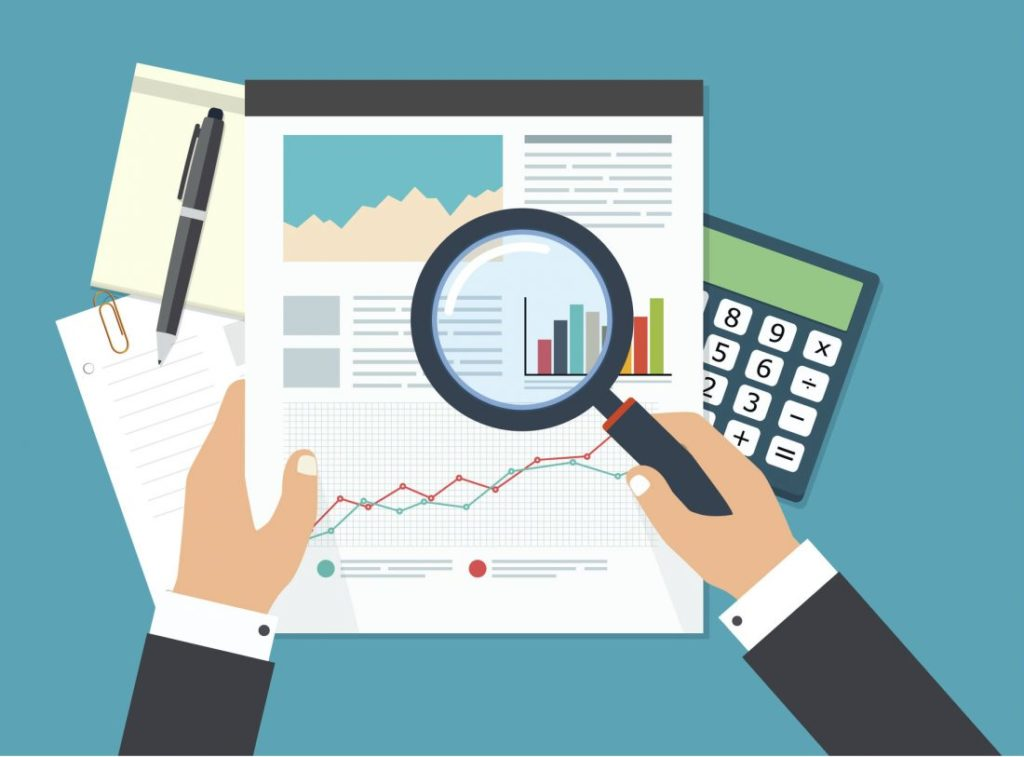 8 9 x
5 6 ÷
2 3 −
+ =